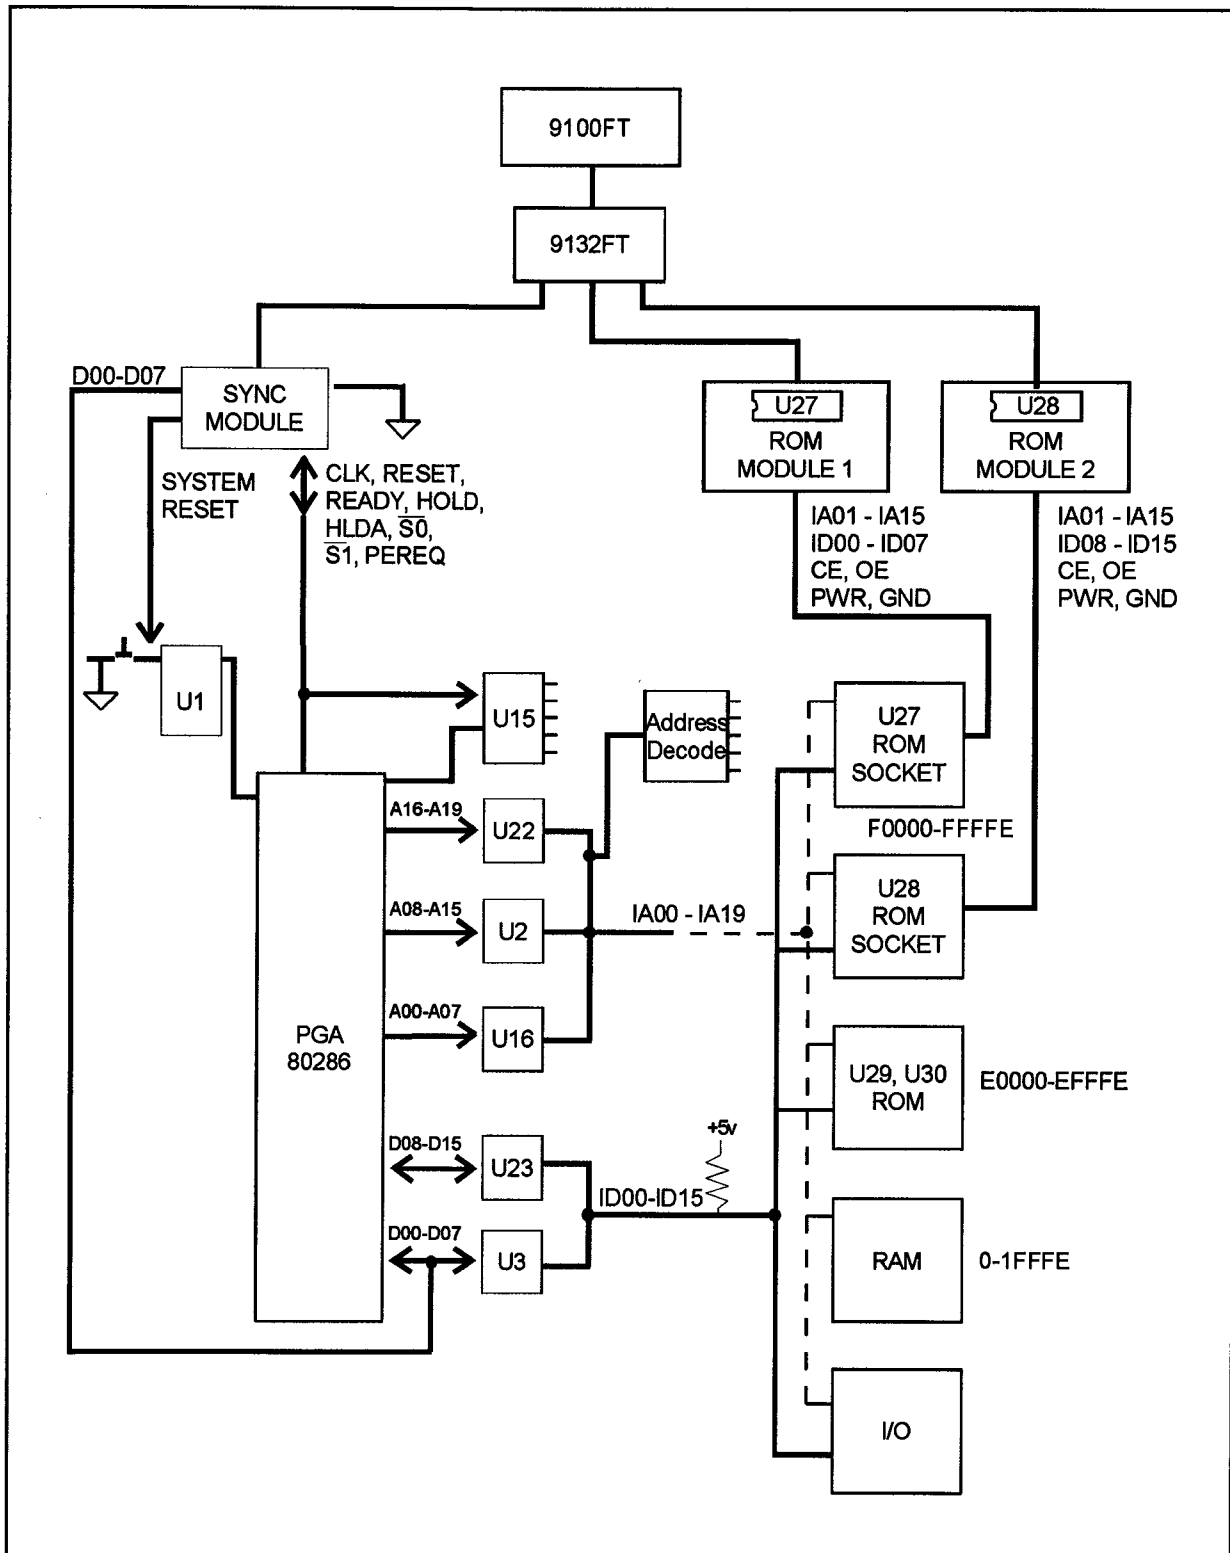 9100FT
9132FT
D00-D07
SYNC
MODULE
U27
ROM
MODULE 1
U28
ROM
MODULE 2
SYSTEM
RESET
CLK, RESET,
READY, HOLD,
HLDA, S̅0̅,
S̅1̅, PEREQ
IA01 - IA15
ID00 - ID07
CE, OE
PWR, GND
IA01 - IA15
ID08 - ID15
CE, OE
PWR, GND
U1
U15
Address
Decode
U27
ROM
SOCKET
F0000-FFFFE
A16-A19
U22
A08-A15
U2
IA00 - IA19
U28
ROM
SOCKET
A00-A07
U16
PGA
80286
U29, U30
ROM
E0000-EFFFE
+5v
D08-D15
U23
ID00-ID15
D00-D07
U3
RAM
0-1FFFE
I/O